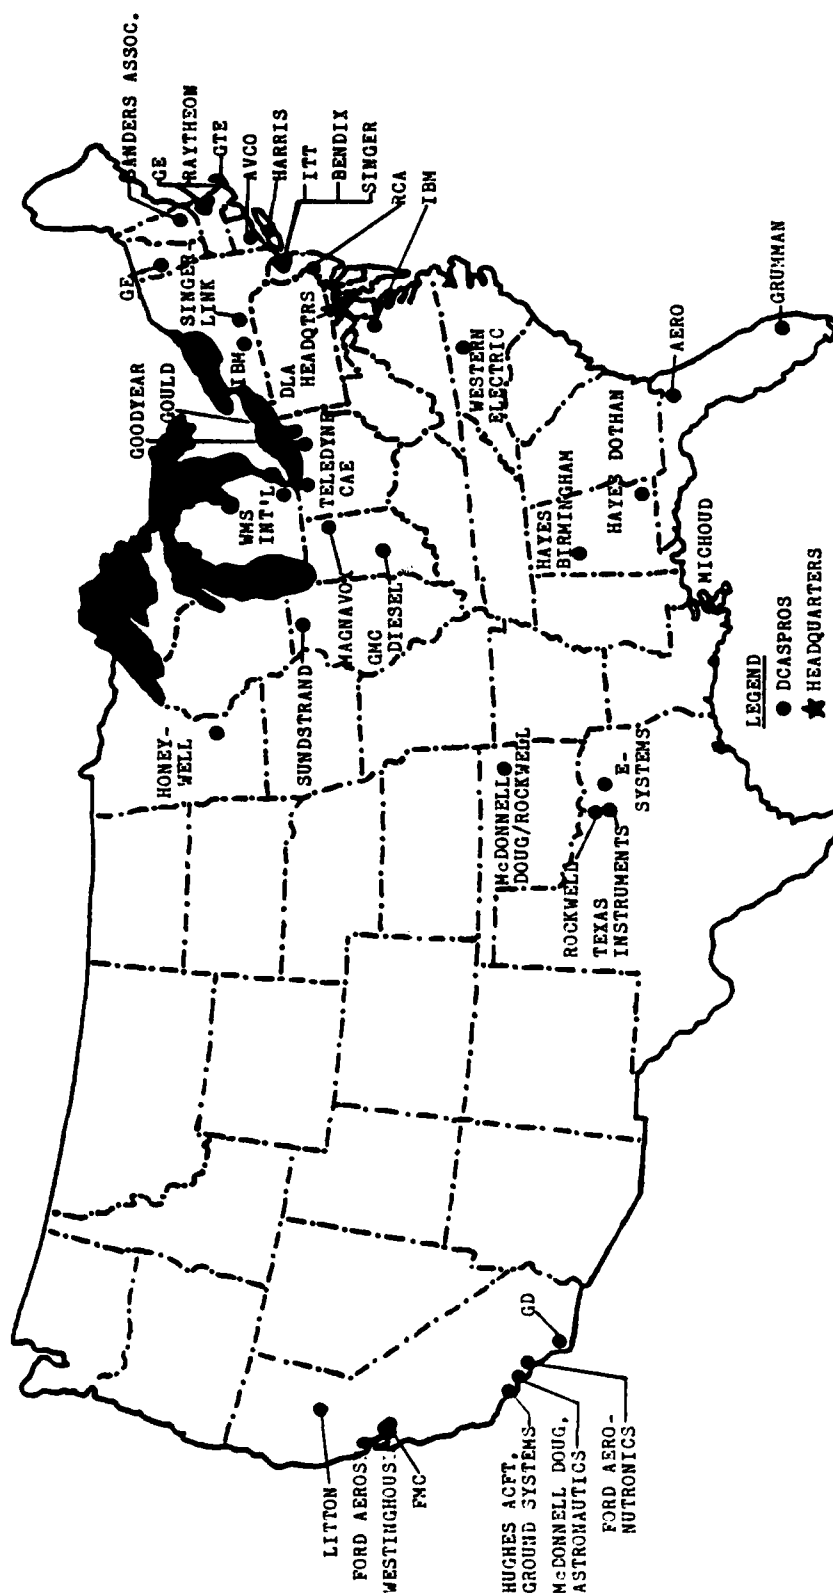 LITTON
FORD AEROS.
WESTINGHOUS
FMC
HUGHES ACFT,
GROUND SYSTEMS
McDONNELL DOUG,
ASTRONAUTICS
FORD AERO-
NUTRONICS
GD
HONEY-
WELL
SUNDSTRAND
McDONNELL
DOUG/ROCKWELL
ROCKWELL
TEXAS
INSTRUMENTS
E-
SYSTEMS
MAGNAVOX
GMC
DIESEL
WMS
INT'L
TELEDYNE
CAE
GOODYEAR
GOULD
HAYES
BIRMINGHAM
HAYES DOTHAN
MICHOUD
GE
SINGER-
LINK
IBM
DLA
HEADQTRS
WESTERN
ELECTRIC
AERO
GRUMMAN
SANDERS ASSOC.
GE
RAYTHEON
GTE
AVCO
HARRIS
ITT
BENDIX
SINGER
RCA
IBM
LEGEND
DCASPROS
HEADQUARTERS